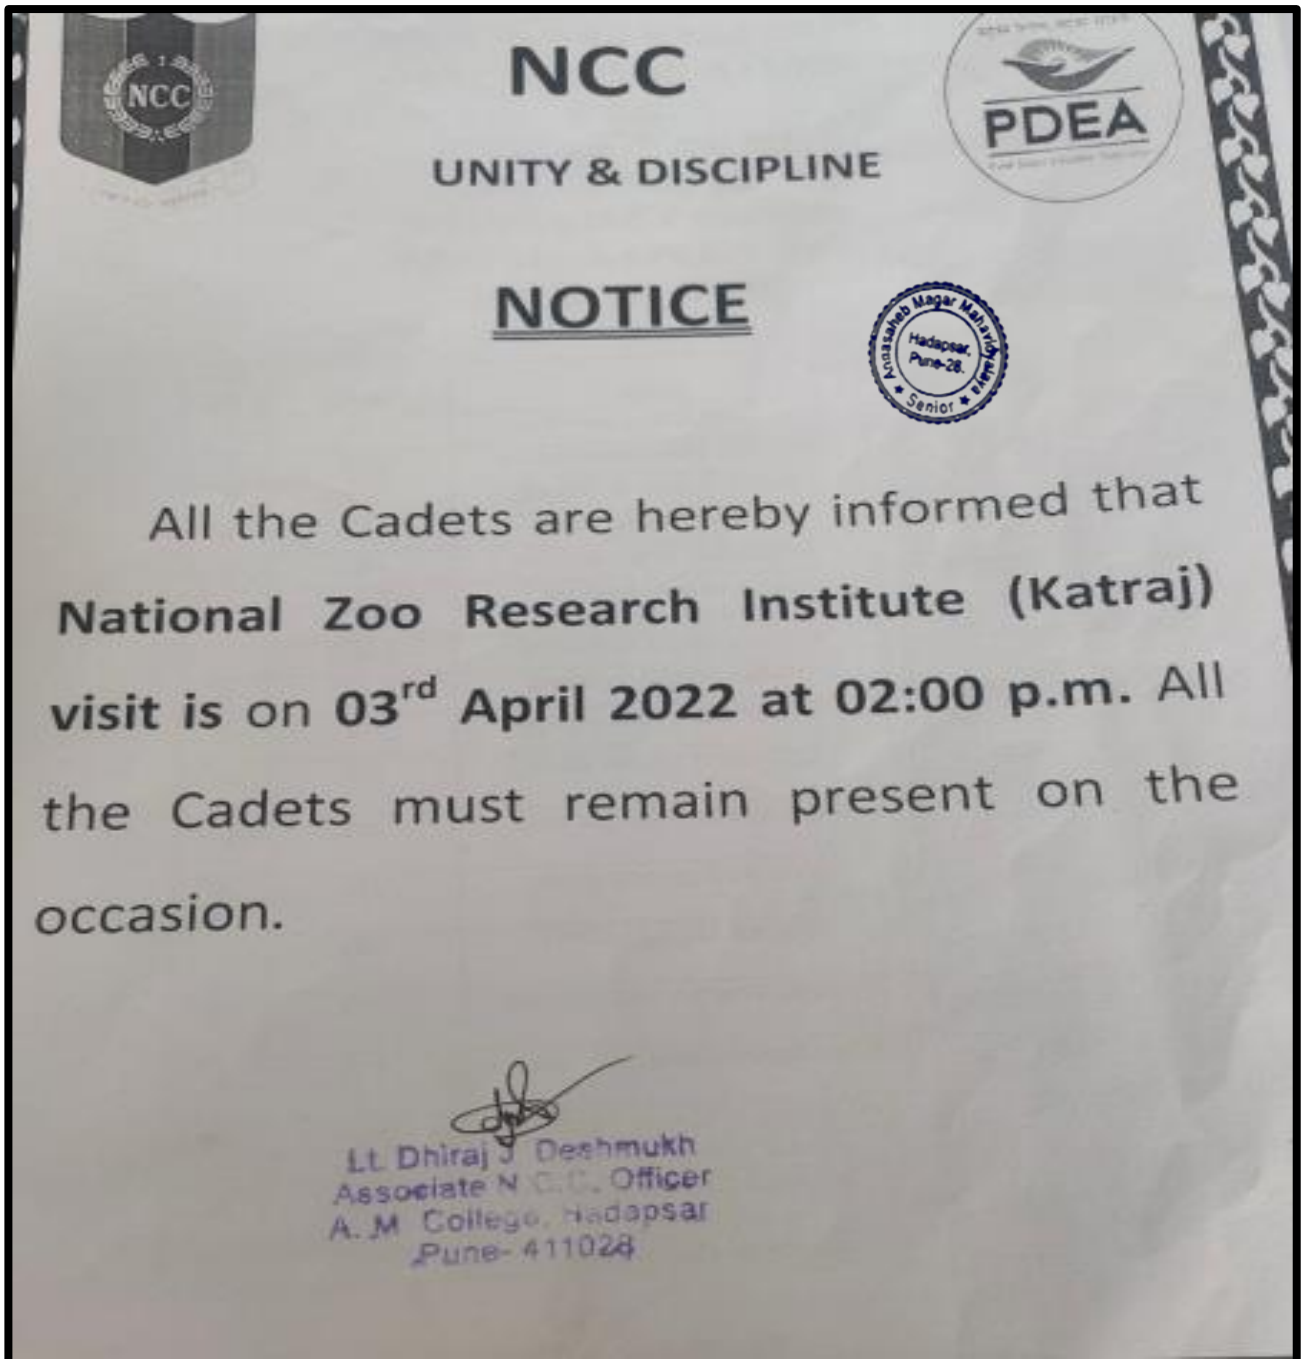 NCC
NCC
PDEA
UNITY & DISCIPLINE
NOTICE
Annasaheb Magar Mahavidyalaya
Hadapsar,
Pune-28.
★ Senior ★
All the Cadets are hereby informed that
National Zoo Research Institute (Katraj)
visit is on 03rd April 2022 at 02:00 p.m. All
the Cadets must remain present on the
occasion.
Lt. Dhiraj J Deshmukh
Associate N.C.C. Officer
A. M. College, Hadapsar
Pune- 411028